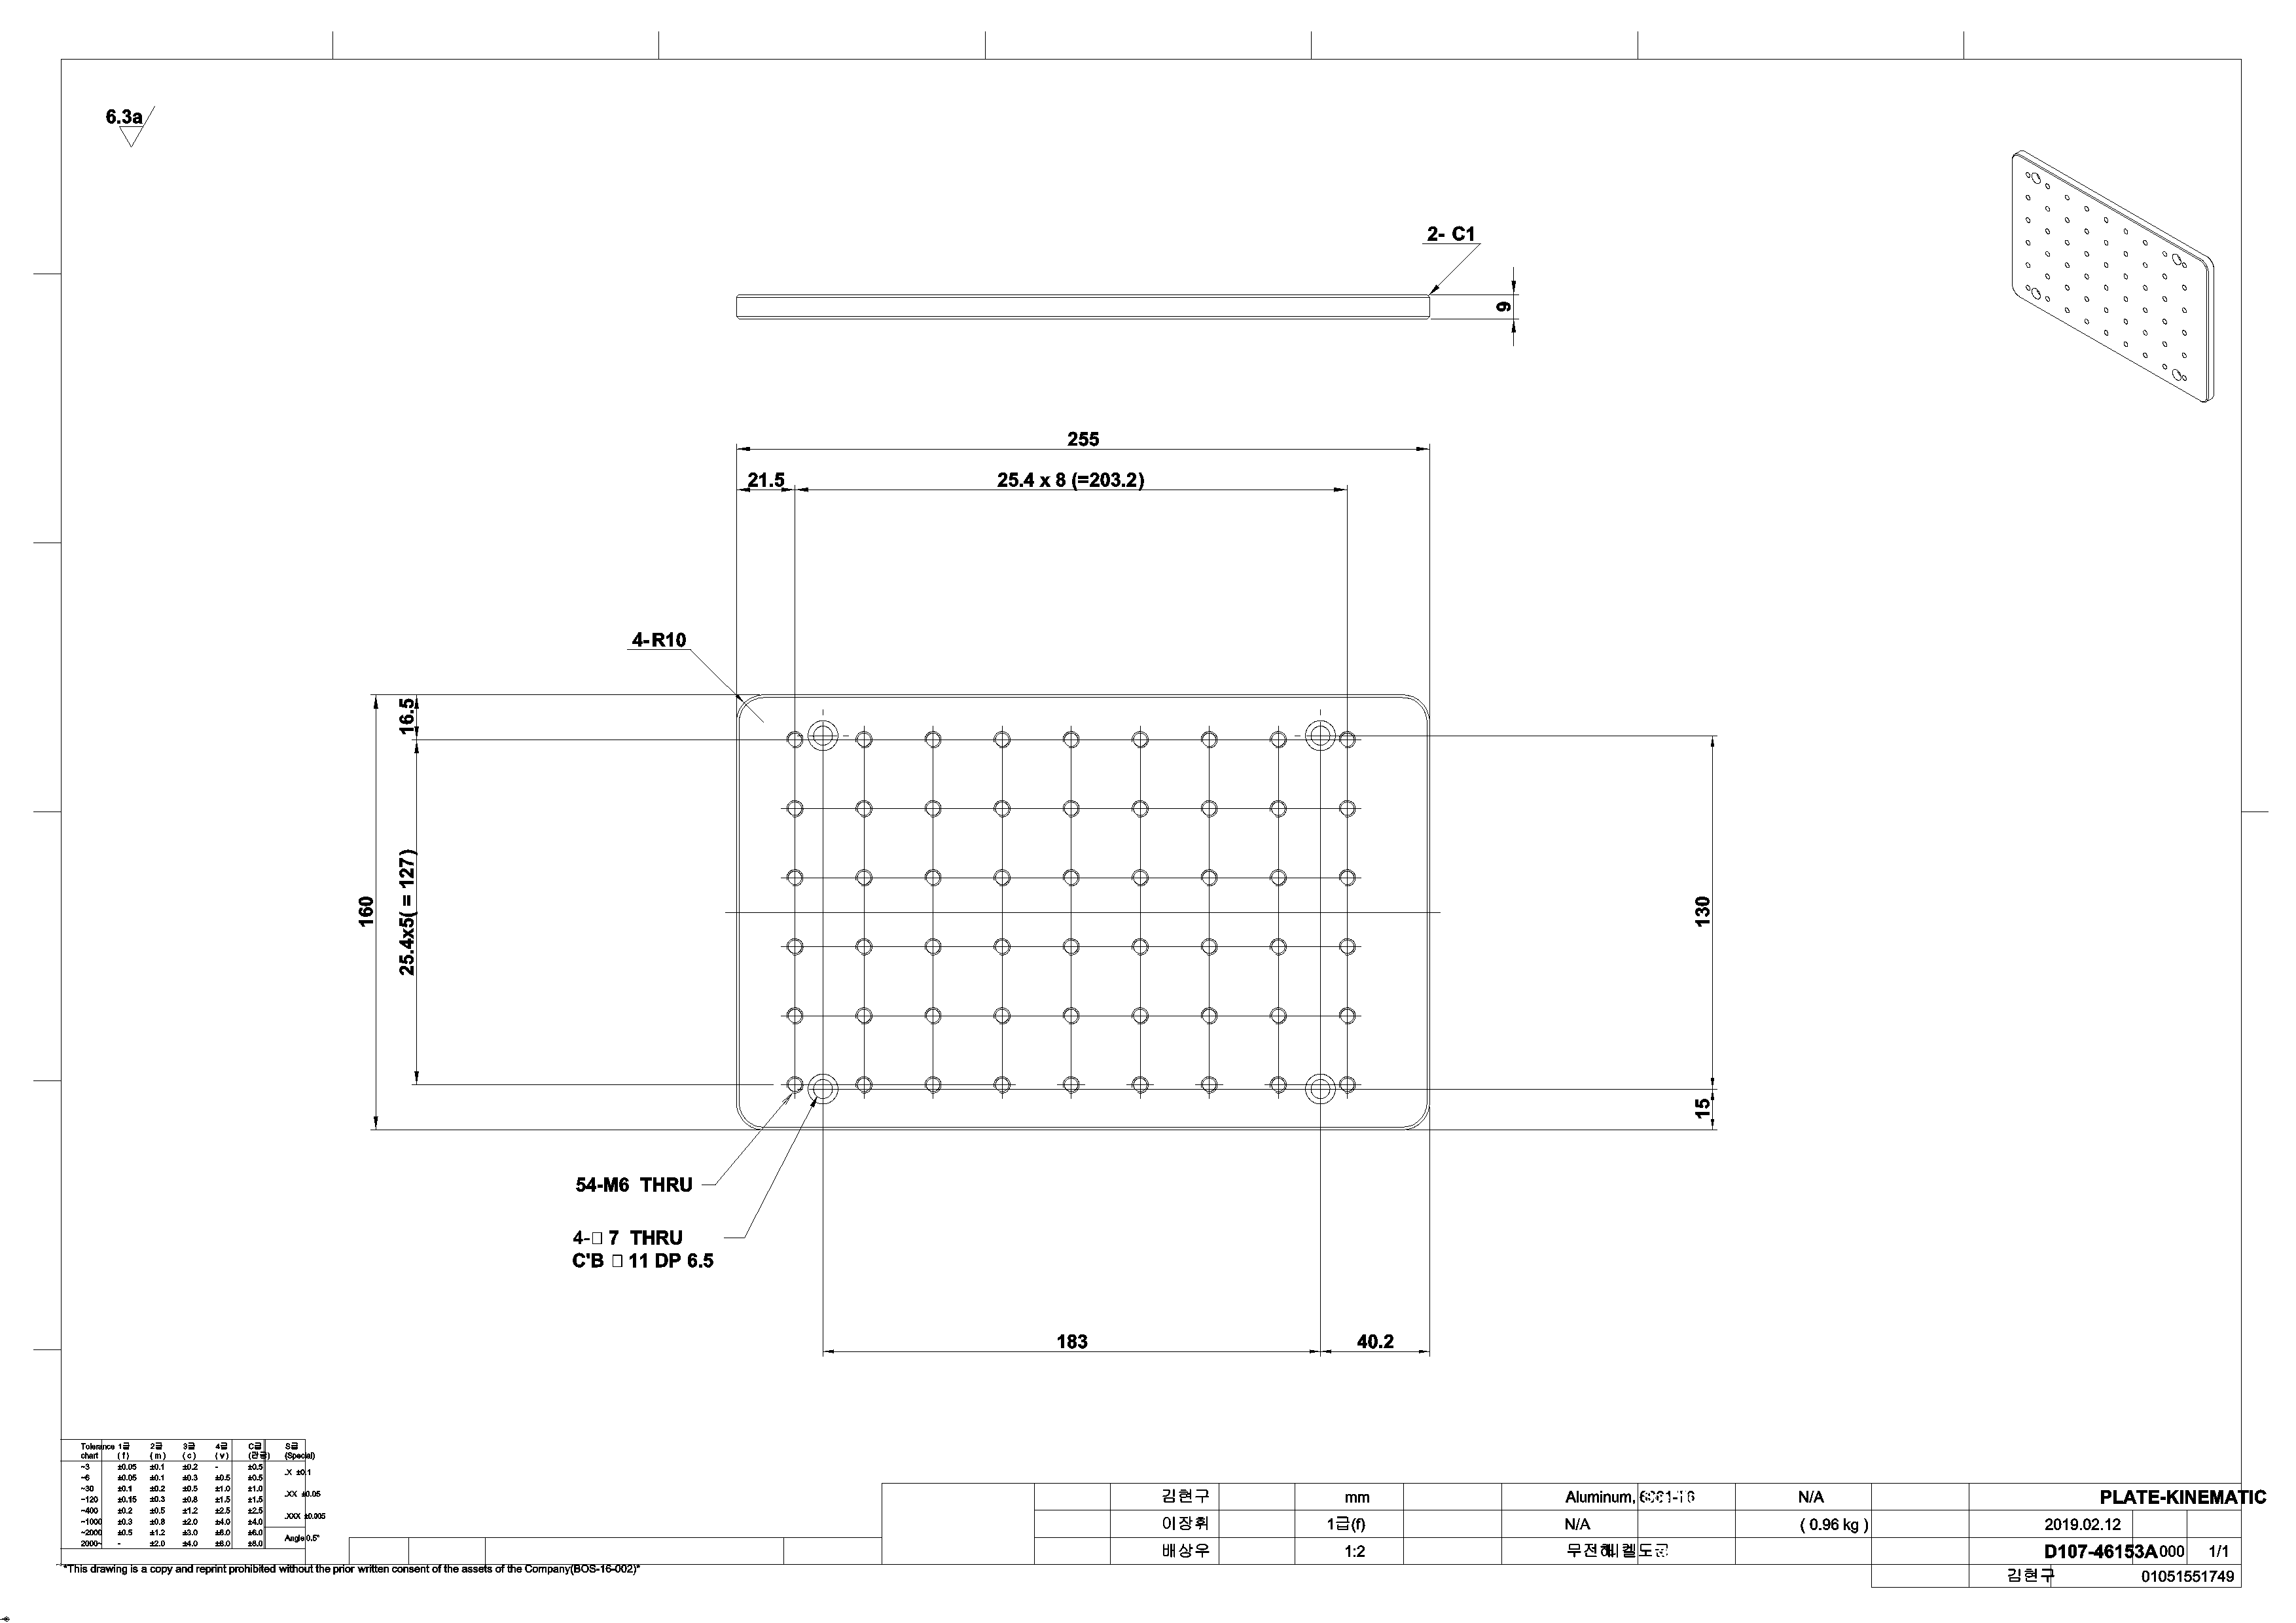 6.3a
2- C1
9
255
21.5
25.4 x 8 (=203.2)
4-R10
16.5
160
25.4x5( = 127)
130
15
54-M6 THRU
4-□ 7 THRU
C'B □ 11 DP 6.5
183
40.2
Tolerance 1급 2급 3급 4급 C급 S급
chart (f) (m) (c) (v) (Special)
~3 ±0.05 ±0.1 ±0.2 - ±0.5
.X ±0.1
~6 ±0.05 ±0.1 ±0.3 ±0.5 ±0.5
~30 ±0.1 ±0.2 ±0.5 ±1.0 ±1.0
.XX ±0.05
~120 ±0.15 ±0.3 ±0.8 ±1.5 ±1.5
~400 ±0.2 ±0.5 ±1.2 ±2.5 ±2.5
.XXX ±0.005
~1000 ±0.3 ±0.8 ±2.0 ±4.0 ±4.0
~2000 ±0.5 ±1.2 ±3.0 ±6.0 ±6.0
Angle 0.5°
2000~ - ±2.0 ±4.0 ±8.0 ±8.0
*This drawing is a copy and reprint prohibited without the prior written consent of the assets of the Company(BOS-16-002)*
김현구 mm Aluminum, 6061-T6 N/A PLATE-KINEMATIC
이장휘 1급(f) N/A ( 0.96 kg ) 2019.02.12
배상우 1:2 D107-46153A 000 1/1
김현구 01051551749